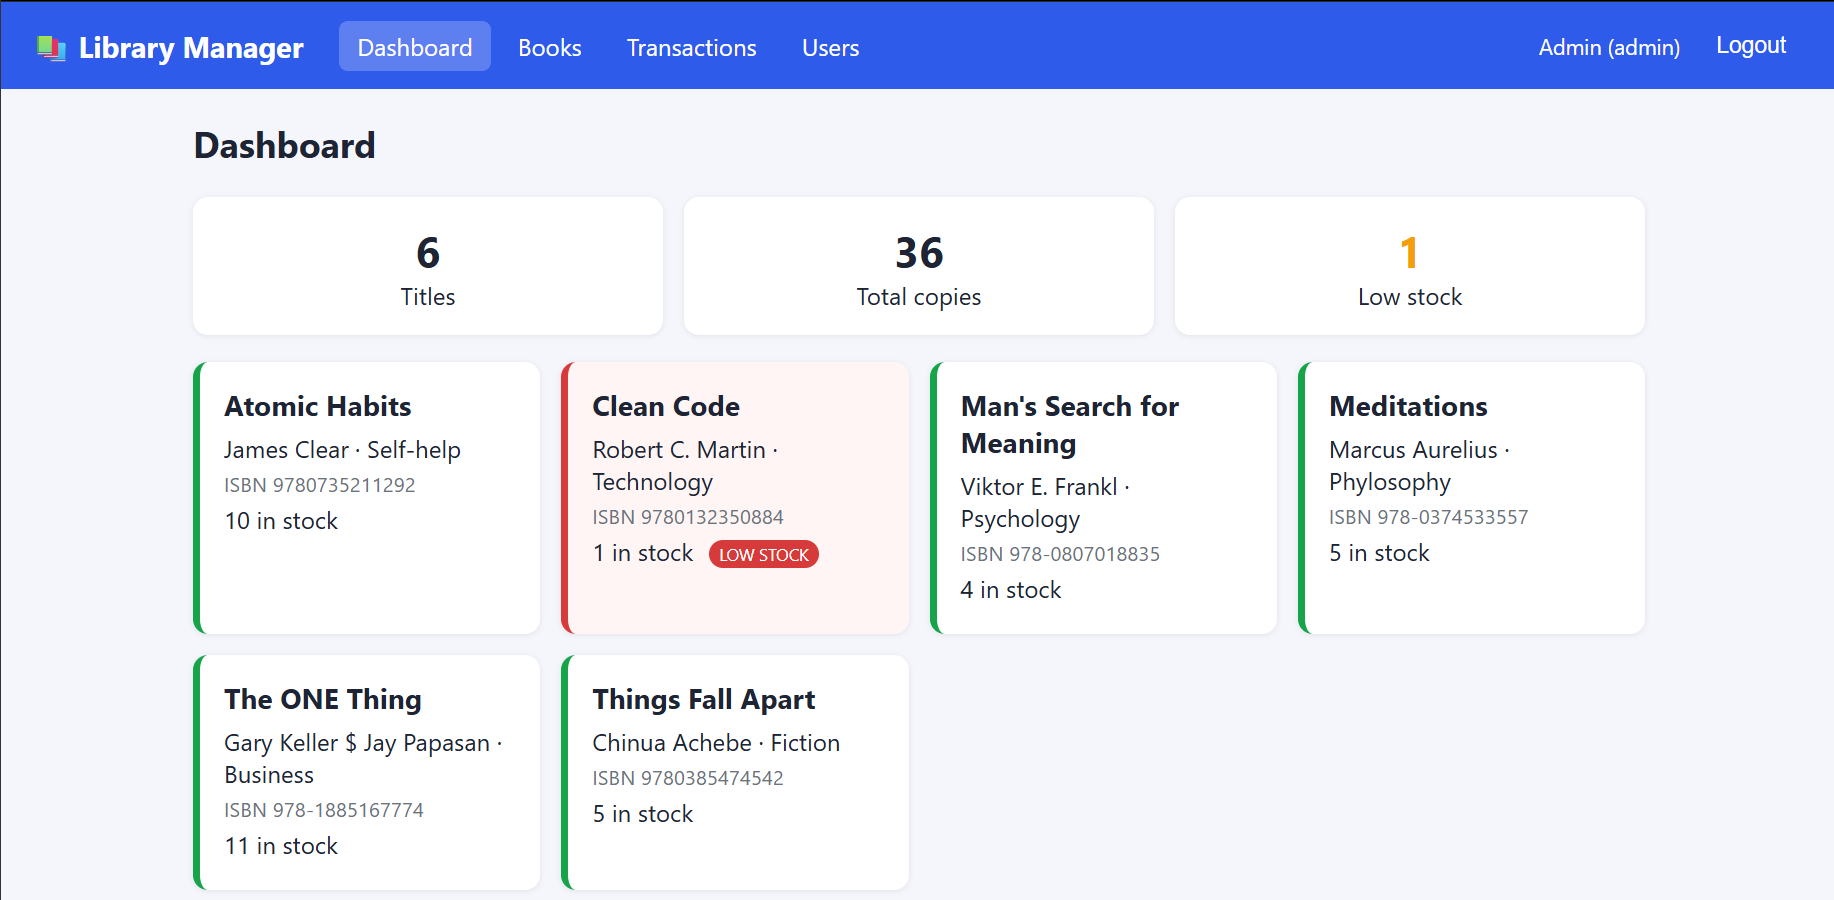 Library Manager
Dashboard
Books
Transactions
Users
Admin (admin)
Logout
Dashboard
6
Titles
36
Total copies
1
Low stock
Atomic Habits
James Clear · Self-help
ISBN 9780735211292
10 in stock
Clean Code
Robert C. Martin ·
Technology
ISBN 9780132350884
1 in stock LOW STOCK
Man's Search for
Meaning
Viktor E. Frankl ·
Psychology
ISBN 978-0807018835
4 in stock
Meditations
Marcus Aurelius ·
Phylosophy
ISBN 978-0374533557
5 in stock
The ONE Thing
Gary Keller $ Jay Papasan ·
Business
ISBN 978-1885167774
11 in stock
Things Fall Apart
Chinua Achebe · Fiction
ISBN 9780385474542
5 in stock